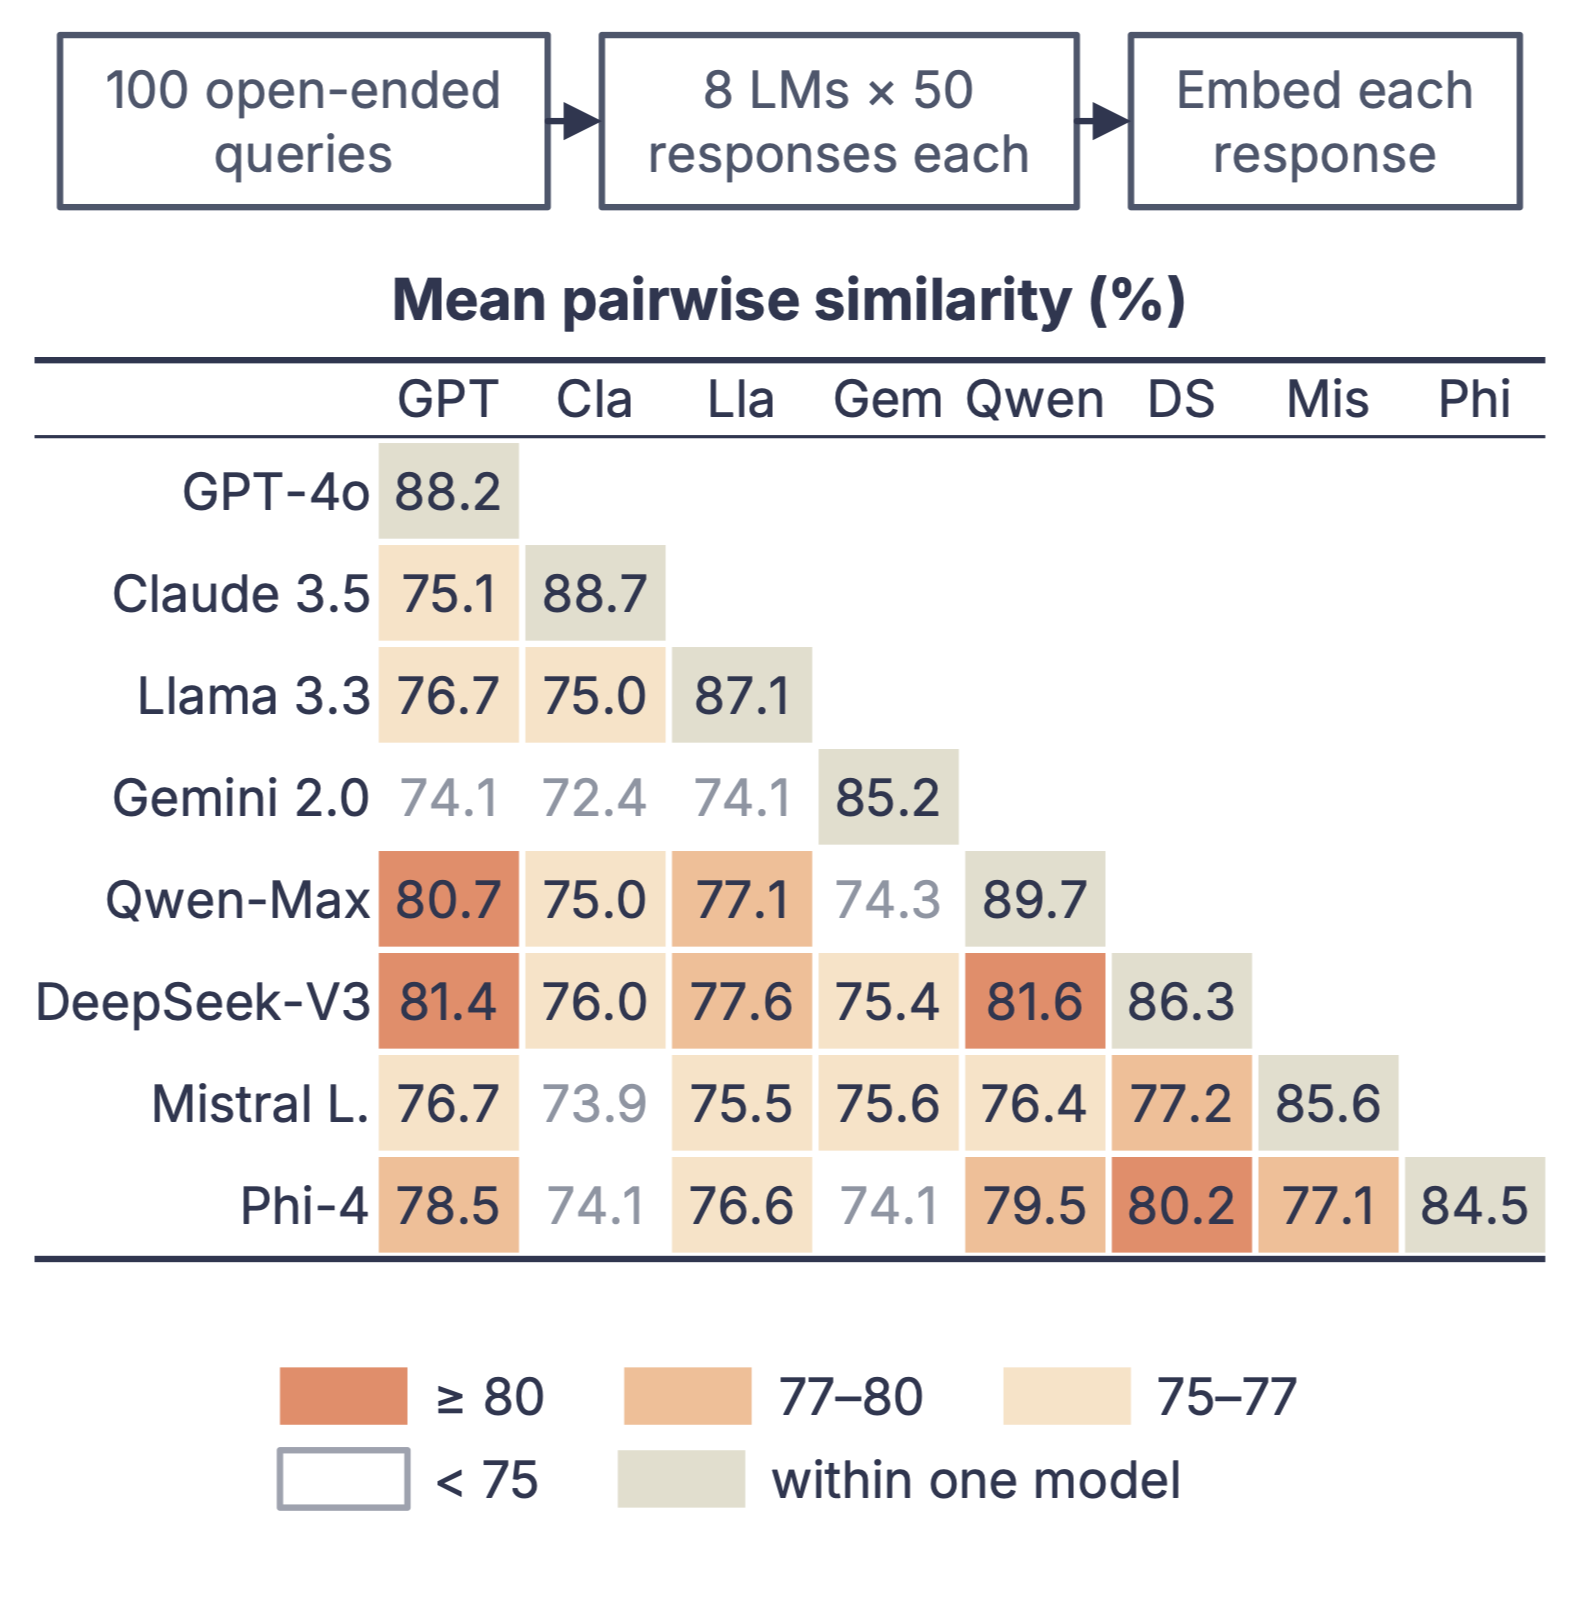 100 open-ended
queries
8 LMs × 50
responses each
Embed each
response
Mean pairwise similarity (%)
GPT Cla Lla Gem Qwen DS Mis Phi
GPT-4o 88.2
Claude 3.5 75.1 88.7
Llama 3.3 76.7 75.0 87.1
Gemini 2.0 74.1 72.4 74.1 85.2
Qwen-Max 80.7 75.0 77.1 74.3 89.7
DeepSeek-V3 81.4 76.0 77.6 75.4 81.6 86.3
Mistral L. 76.7 73.9 75.5 75.6 76.4 77.2 85.6
Phi-4 78.5 74.1 76.6 74.1 79.5 80.2 77.1 84.5
≥ 80 77–80 75–77
< 75 within one model